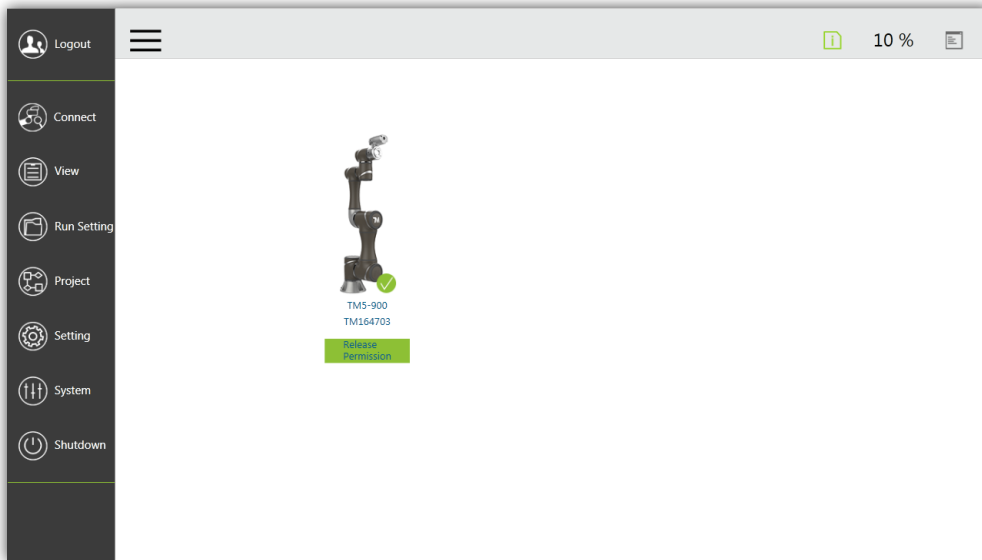 Logout
10 %
Connect
View
Run Setting
Project
Setting
System
Shutdown
TM5-900
TM164703
Release
Permission